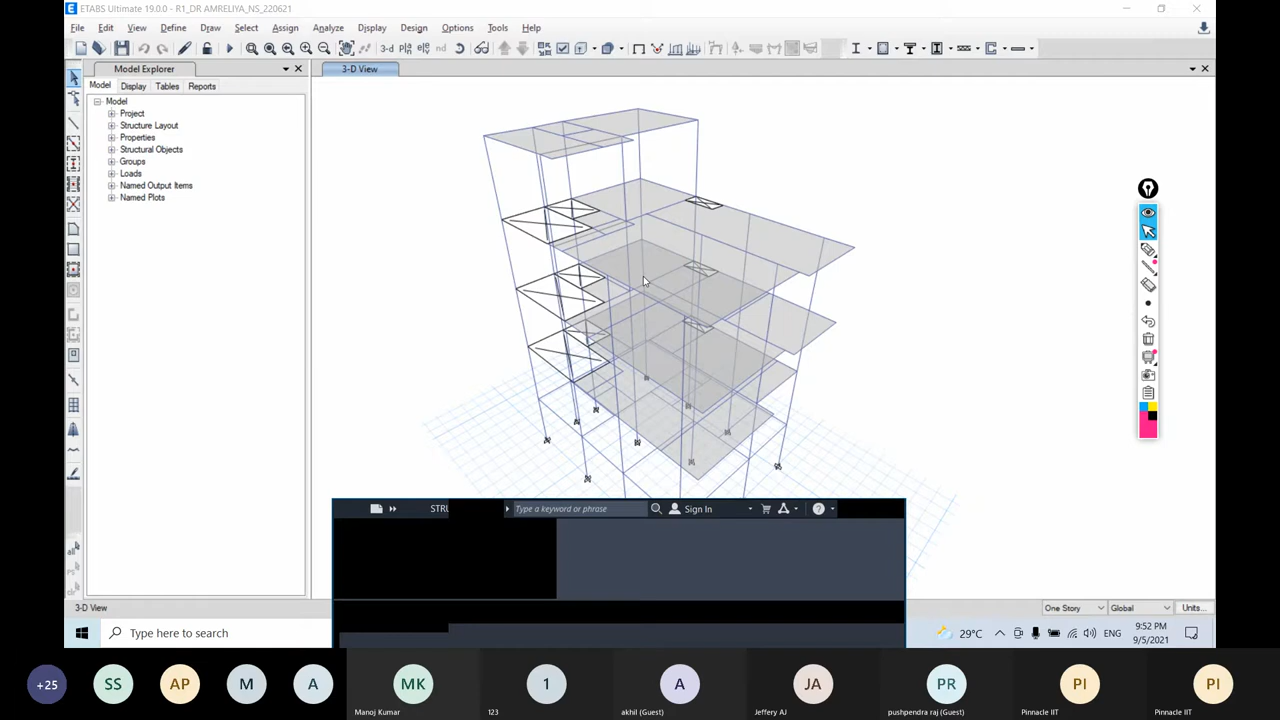 ETABS Ultimate 19.0.0 - R1_DR AMRELIYA_NS_220621
File Edit View Define Draw Select Assign Analyze Display Design Options Tools Help
3-d
nd
Model Explorer
3-D View
Model Display Tables Reports
Model
Project
Structure Layout
Properties
Structural Objects
Groups
Loads
Named Output Items
Named Plots
all
STRU
Type a keyword or phrase
Sign In
3-D View
One Story
Global
Units...
Type here to search
29°C
ENG
9:52 PM
9/5/2021
+25
SS
AP
M
A
MK
1
A
JA
PR
PI
PI
Manoj Kumar
123
akhil (Guest)
Jeffery AJ
pushpendra raj (Guest)
Pinnacle IIT
Pinnacle IIT